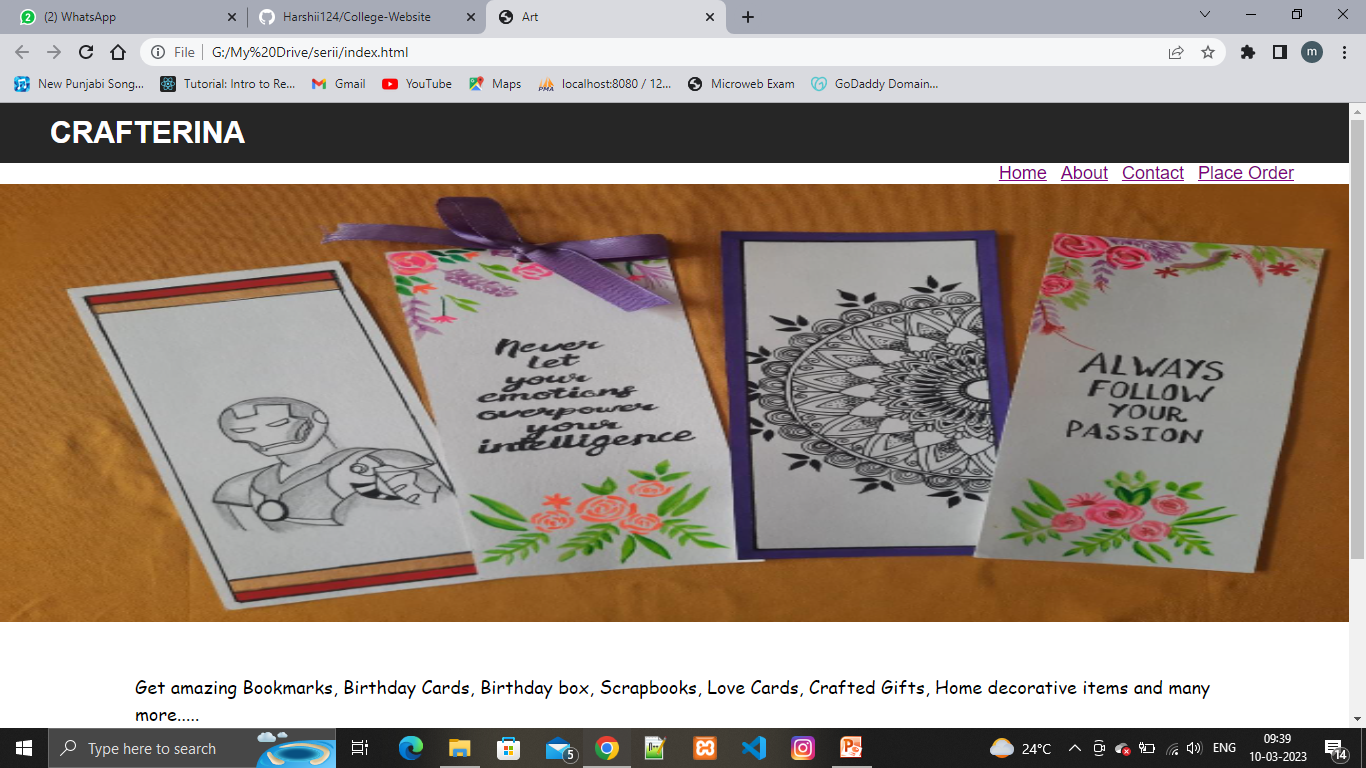 (2) WhatsApp
Harshii124/College-Website
Art
File
G:/My%20Drive/serii/index.html
m
New Punjabi Song...
Tutorial: Intro to Re...
Gmail
YouTube
Maps
PMA
localhost:8080 / 12...
Microweb Exam
GoDaddy Domain...
CRAFTERINA
Home About Contact Place Order
Never
let
your
emotions
overpower
your
intelligence
ALWAYS
FOLLOW
YOUR
PASSION
Get amazing Bookmarks, Birthday Cards, Birthday box, Scrapbooks, Love Cards, Crafted Gifts, Home decorative items and many
more.....
Type here to search
5
24°C
ENG
09:39
10-03-2023
14